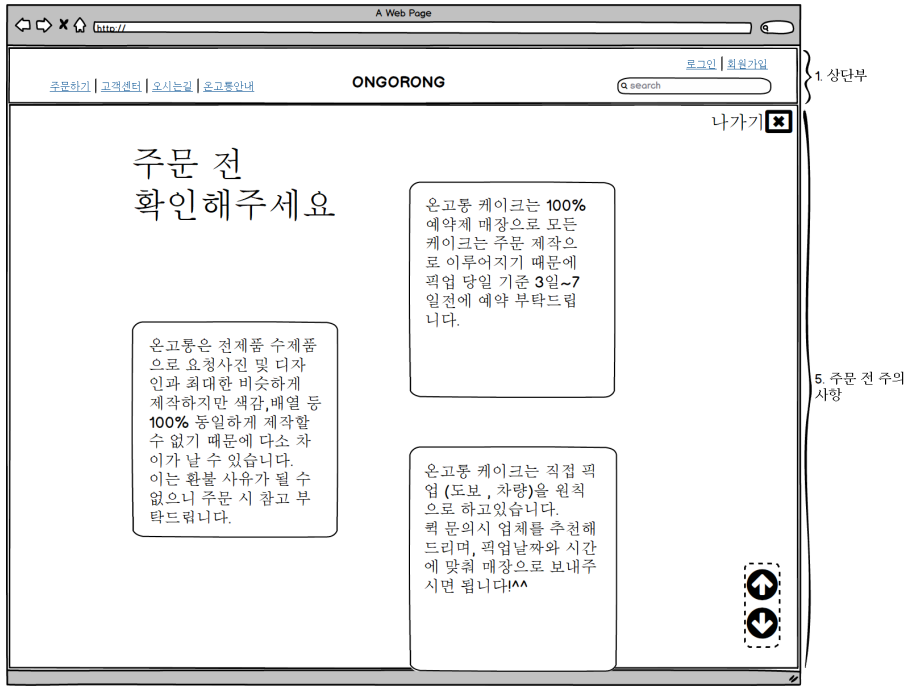 A Web Page
http://
로그인 | 회원가입
주문하기 | 고객센터 | 오시는길 | 온고롱안내
ONGORONG
search
1. 상단부
나가기
주문 전
확인해주세요
온고롱 케이크는 100%
예약제 매장으로 모든
케이크는 주문 제작으
로 이루어지기 때문에
픽업 당일 기준 3일~7
일전에 예약 부탁드립
니다.
온고롱은 전제품 수제품
으로 요청사진 및 디자
인과 최대한 비슷하게
제작하지만 색감,배열 등
100% 동일하게 제작할
수 없기 때문에 다소 차
이가 날 수 있습니다.
이는 환불 사유가 될 수
없으니 주문 시 참고 부
탁드립니다.
5. 주문 전 주의
사항
온고롱 케이크는 직접 픽
업 (도보 , 차량)을 원칙
으로 하고있습니다.
퀵 문의시 업체를 추천해
드리며, 픽업날짜와 시간
에 맞춰 매장으로 보내주
시면 됩니다!^^